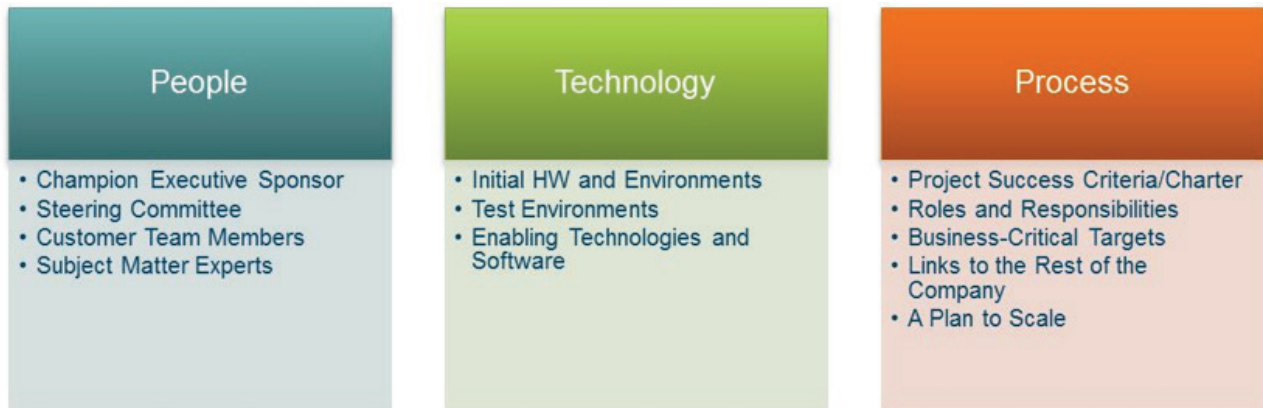 People
• Champion Executive Sponsor
• Steering Committee
• Customer Team Members
• Subject Matter Experts
Technology
• Initial HW and Environments
• Test Environments
• Enabling Technologies and
Software
Process
• Project Success Criteria/Charter
• Roles and Responsibilities
• Business-Critical Targets
• Links to the Rest of the
Company
• A Plan to Scale